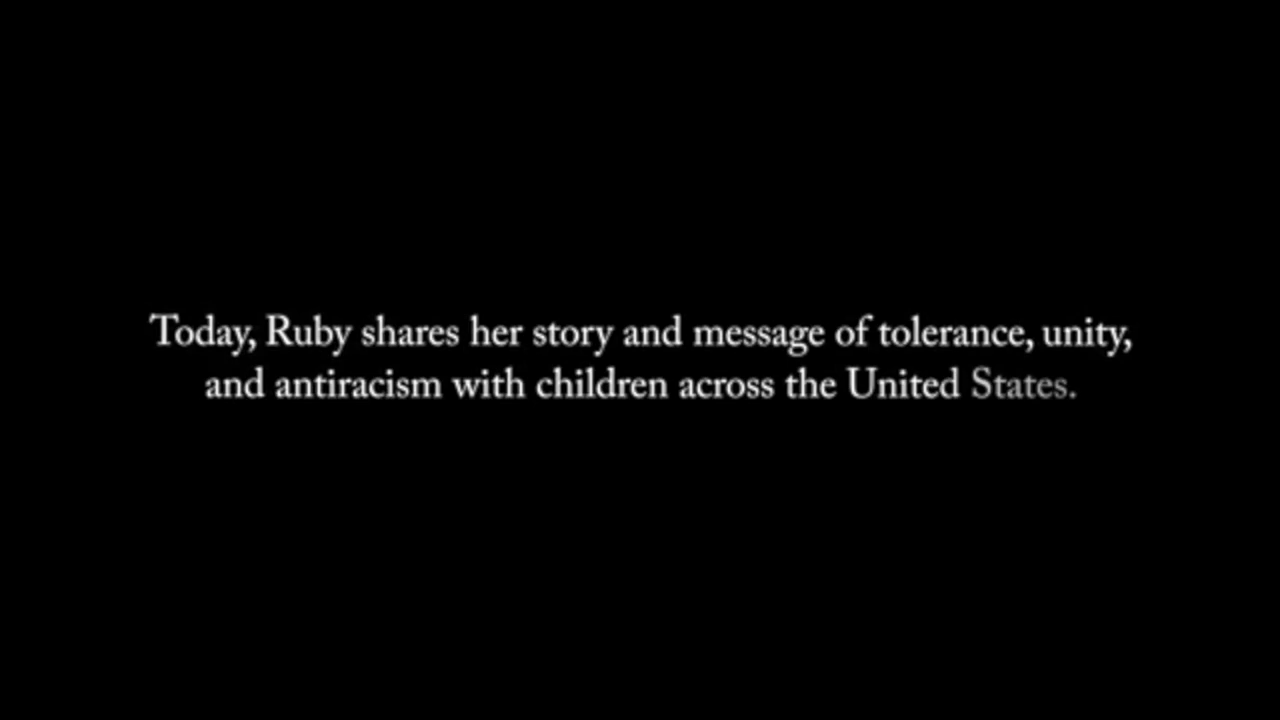 Today, Ruby shares her story and message of tolerance, unity,
and antiracism with children across the United States.